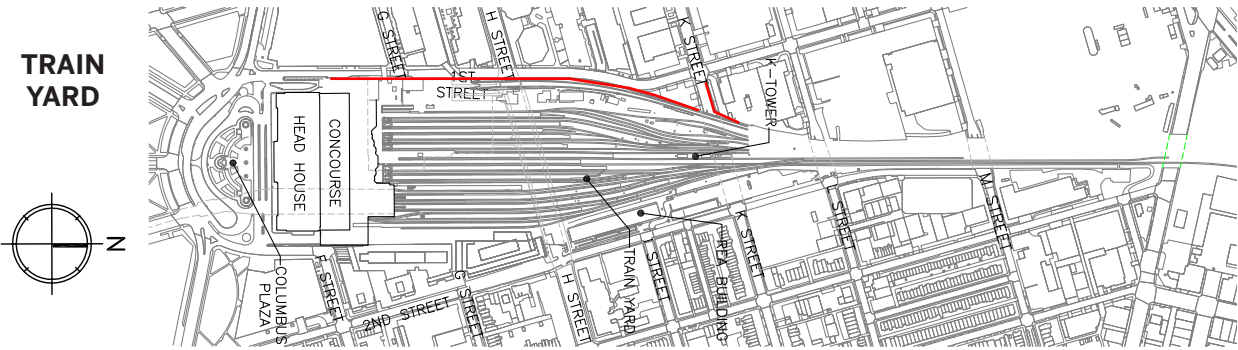 TRAIN
YARD
N
G STREET
H STREET
K STREET
1ST
STREET
K-TOWER
HEAD HOUSE
CONCOURSE
COLUMBUS
PLAZA
F STREET
2ND STREET
G STREET
H STREET
TRAIN YARD
I STREET
UREA BUILDING
K STREET
L STREET
M STREET